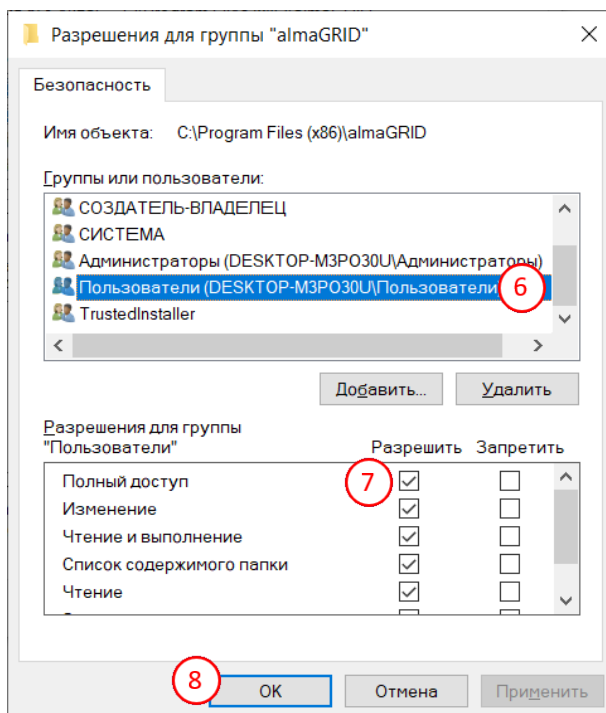 Разрешения для группы "almaGRID"
Безопасность
Имя объекта: C:\Program Files (x86)\almaGRID
Группы или пользователи:
СОЗДАТЕЛЬ-ВЛАДЕЛЕЦ
СИСТЕМА
Администраторы (DESKTOP-M3PO30U\Администраторы)
Пользователи (DESKTOP-M3PO30U\Пользователи 6
TrustedInstaller
Добавить... Удалить
Разрешения для группы
"Пользователи" Разрешить Запретить
Полный доступ 7
Изменение
Чтение и выполнение
Список содержимого папки
Чтение
8 OK Отмена Применить